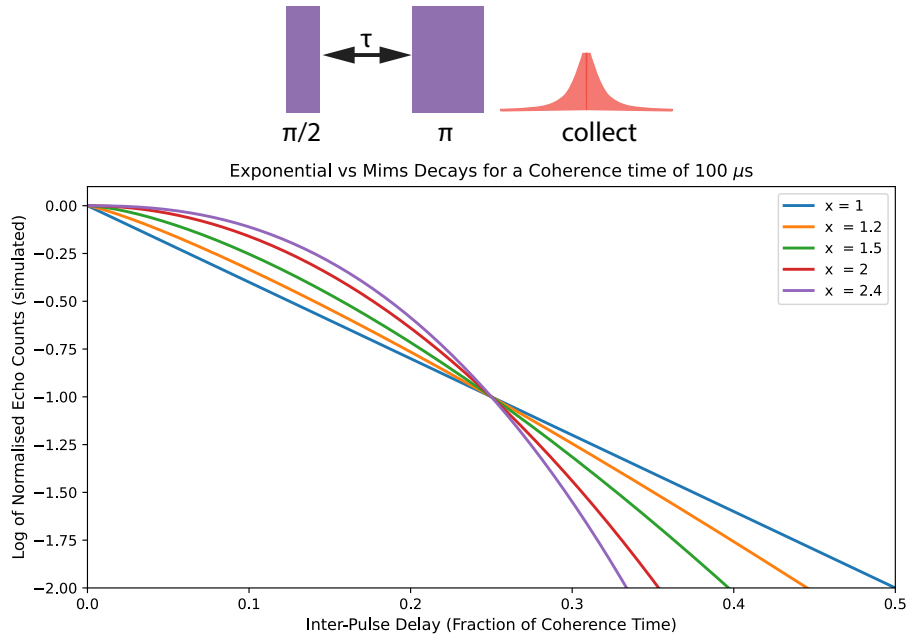 τ
π/2
π
collect
Exponential vs Mims Decays for a Coherence time of 100 μs
Log of Normalised Echo Counts (simulated)
0.00
−0.25
−0.50
−0.75
−1.00
−1.25
−1.50
−1.75
−2.00
x = 1
x = 1.2
x = 1.5
x = 2
x = 2.4
0.0 0.1 0.2 0.3 0.4 0.5
Inter-Pulse Delay (Fraction of Coherence Time)